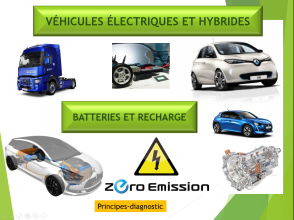 VÉHICULES ÉLECTRIQUES ET HYBRIDES
BATTERIES ET RECHARGE
Zero Emission
Principes-diagnostic